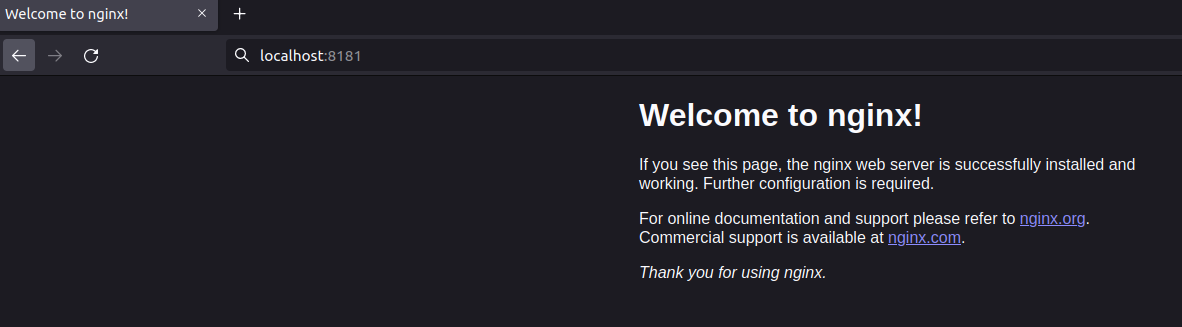 Welcome to nginx!
localhost:8181
Welcome to nginx!
If you see this page, the nginx web server is successfully installed and
working. Further configuration is required.
For online documentation and support please refer to nginx.org.
Commercial support is available at nginx.com.
Thank you for using nginx.